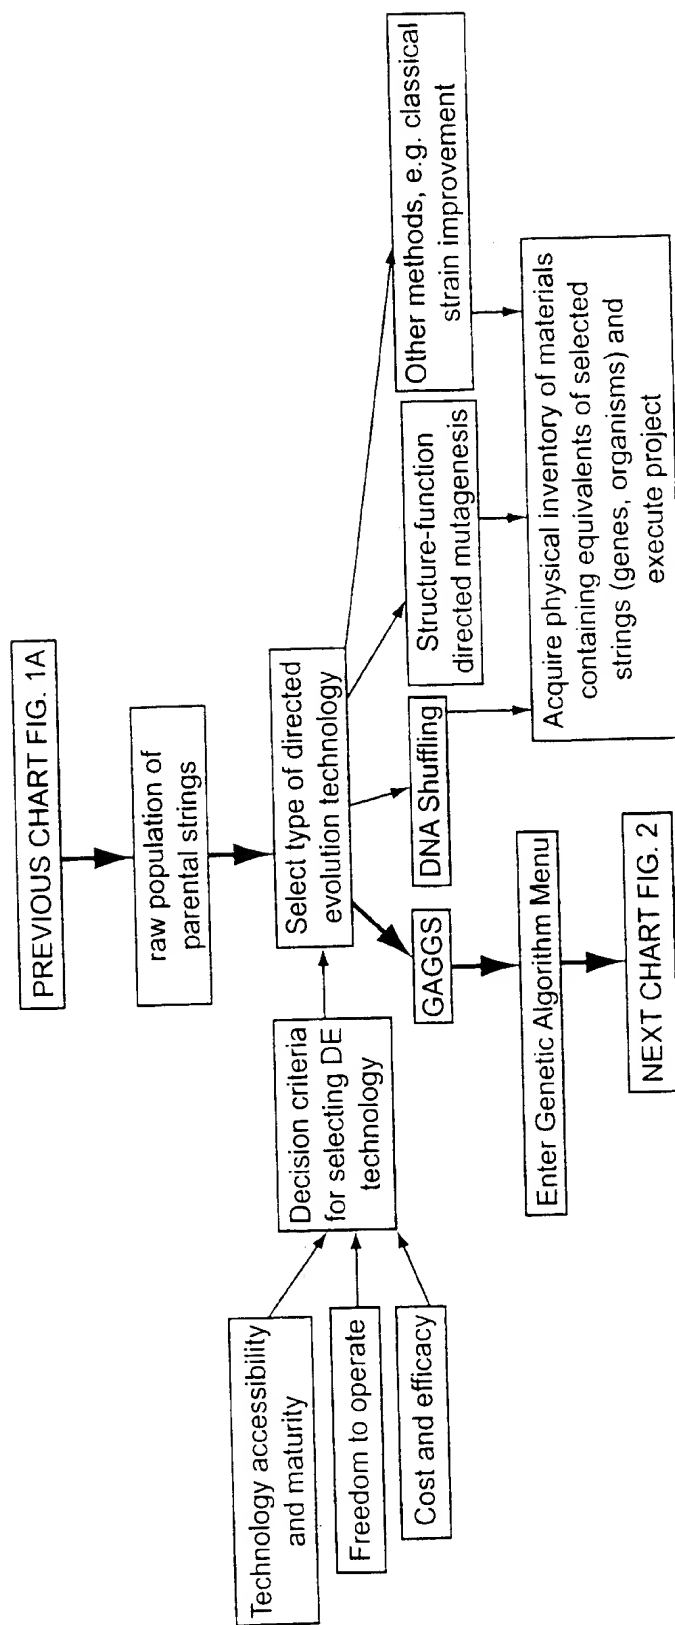 PREVIOUS CHART FIG. 1A
raw population of
parental strings
Technology accessibility
and maturity
Freedom to operate
Cost and efficacy
Decision criteria
for selecting DE
technology
Select type of directed
evolution technology
GAGGS
DNA Shuffling
Structure-function
directed mutagenesis
Other methods, e.g. classical
strain improvement
Enter Genetic Algorithm Menu
Acquire physical inventory of materials
containing equivalents of selected
strings (genes, organisms) and
execute project
NEXT CHART FIG. 2